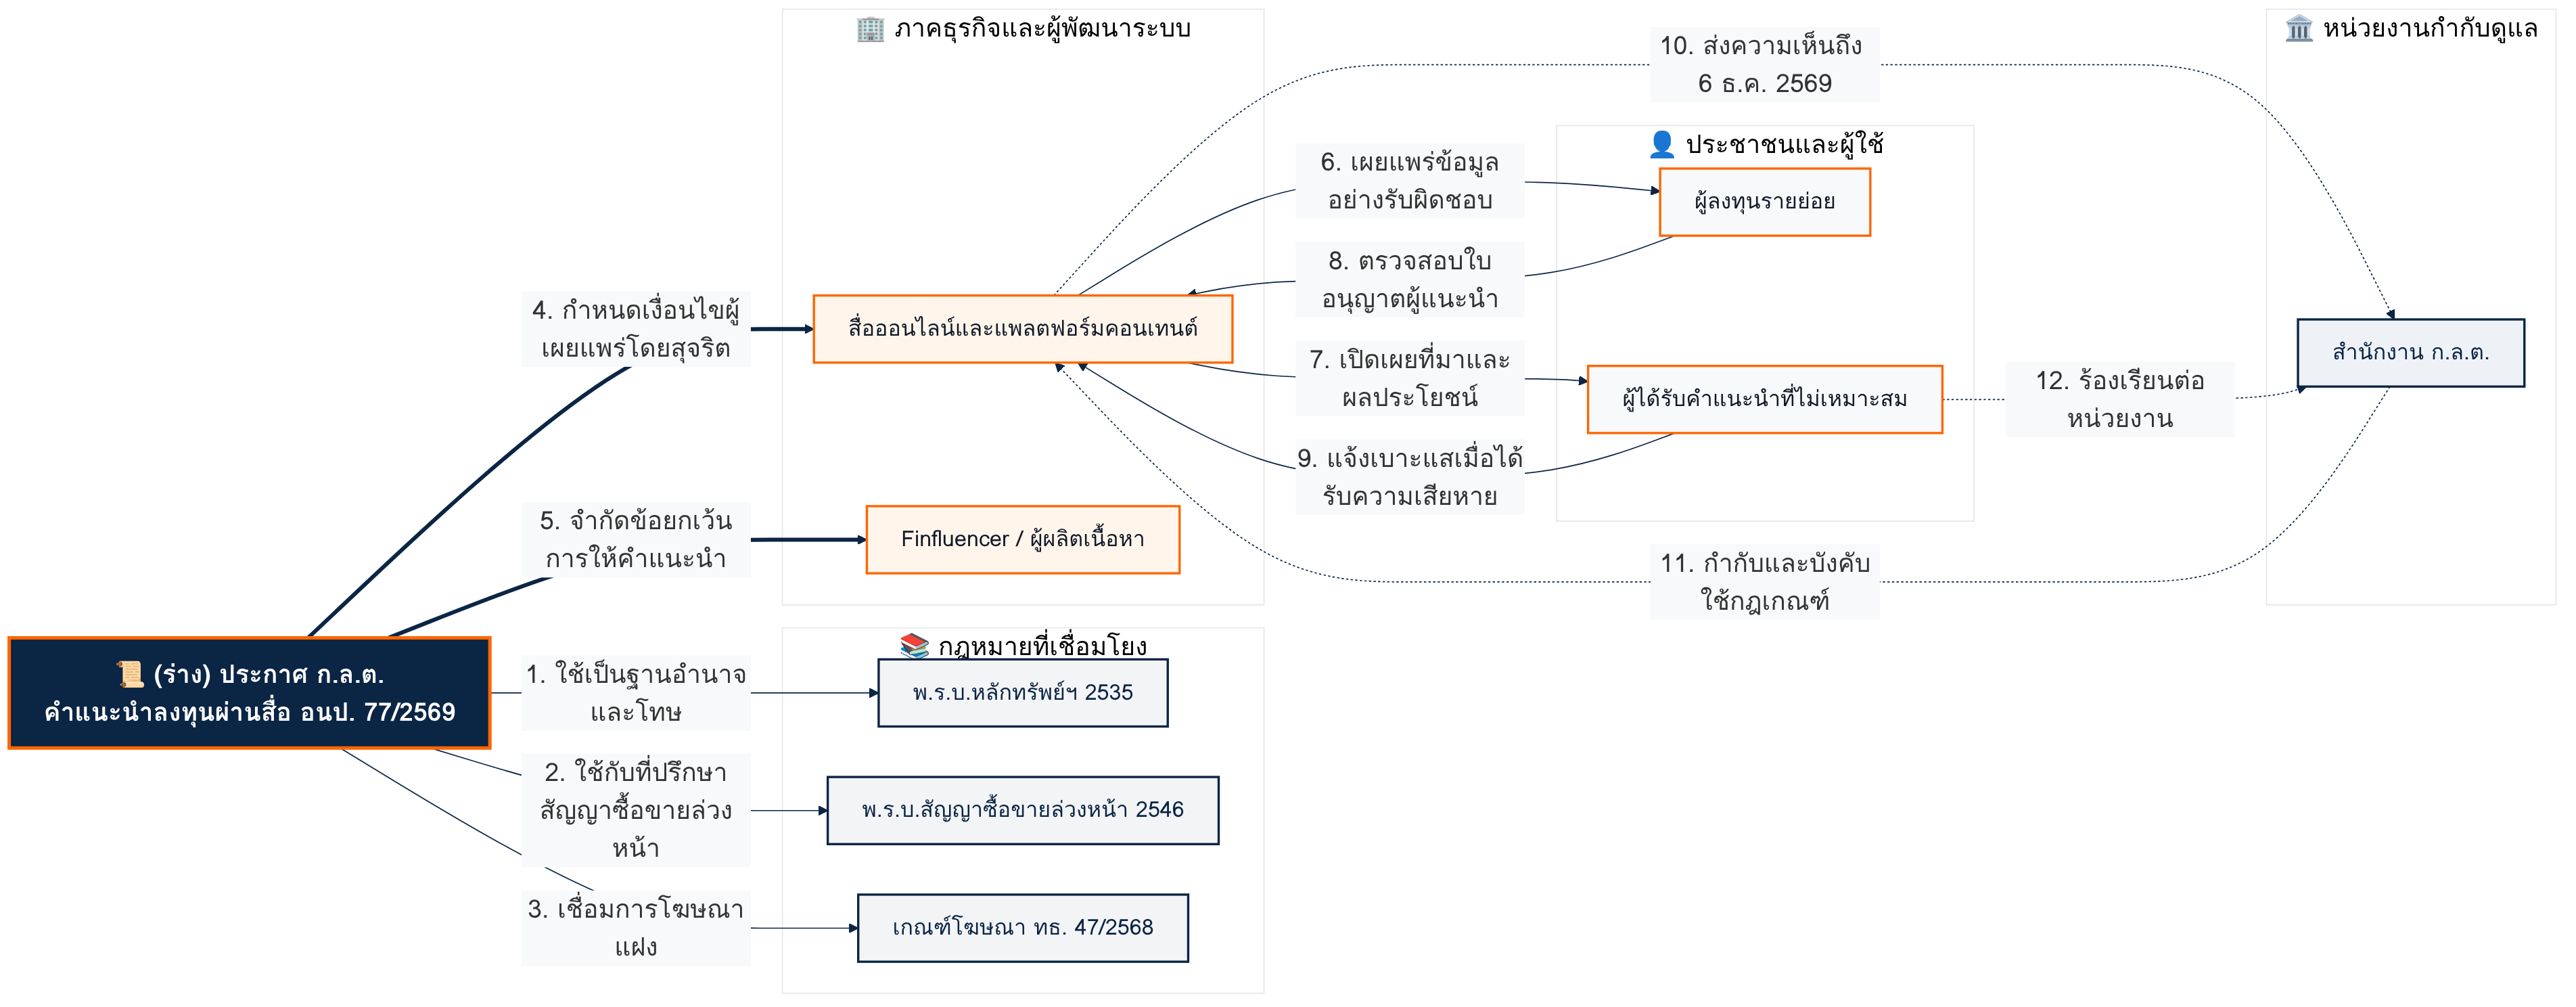 🏢 ภาคธุรกิจและผู้พัฒนาระบบ
🏛️ หน่วยงานกำกับดูแล
10. ส่งความเห็นถึง
6 ธ.ค. 2569
👤 ประชาชนและผู้ใช้
6. เผยแพร่ข้อมูล
อย่างรับผิดชอบ
ผู้ลงทุนรายย่อย
8. ตรวจสอบใบ
อนุญาตผู้แนะนำ
4. กำหนดเงื่อนไขผู้
เผยแพร่โดยสุจริต
สื่อออนไลน์และแพลตฟอร์มคอนเทนต์
สำนักงาน ก.ล.ต.
7. เปิดเผยที่มาและ
ผลประโยชน์
ผู้ได้รับคำแนะนำที่ไม่เหมาะสม
12. ร้องเรียนต่อ
หน่วยงาน
9. แจ้งเบาะแสเมื่อได้
รับความเสียหาย
5. จำกัดข้อยกเว้น
การให้คำแนะนำ
Finfluencer / ผู้ผลิตเนื้อหา
11. กำกับและบังคับ
ใช้กฎเกณฑ์
📚 กฎหมายที่เชื่อมโยง
📜 (ร่าง) ประกาศ ก.ล.ต.
คำแนะนำลงทุนผ่านสื่อ อนป. 77/2569
1. ใช้เป็นฐานอำนาจ
และโทษ
พ.ร.บ.หลักทรัพย์ฯ 2535
2. ใช้กับที่ปรึกษา
สัญญาซื้อขายล่วง
หน้า
พ.ร.บ.สัญญาซื้อขายล่วงหน้า 2546
3. เชื่อมการโฆษณา
แฝง
เกณฑ์โฆษณา ทธ. 47/2568